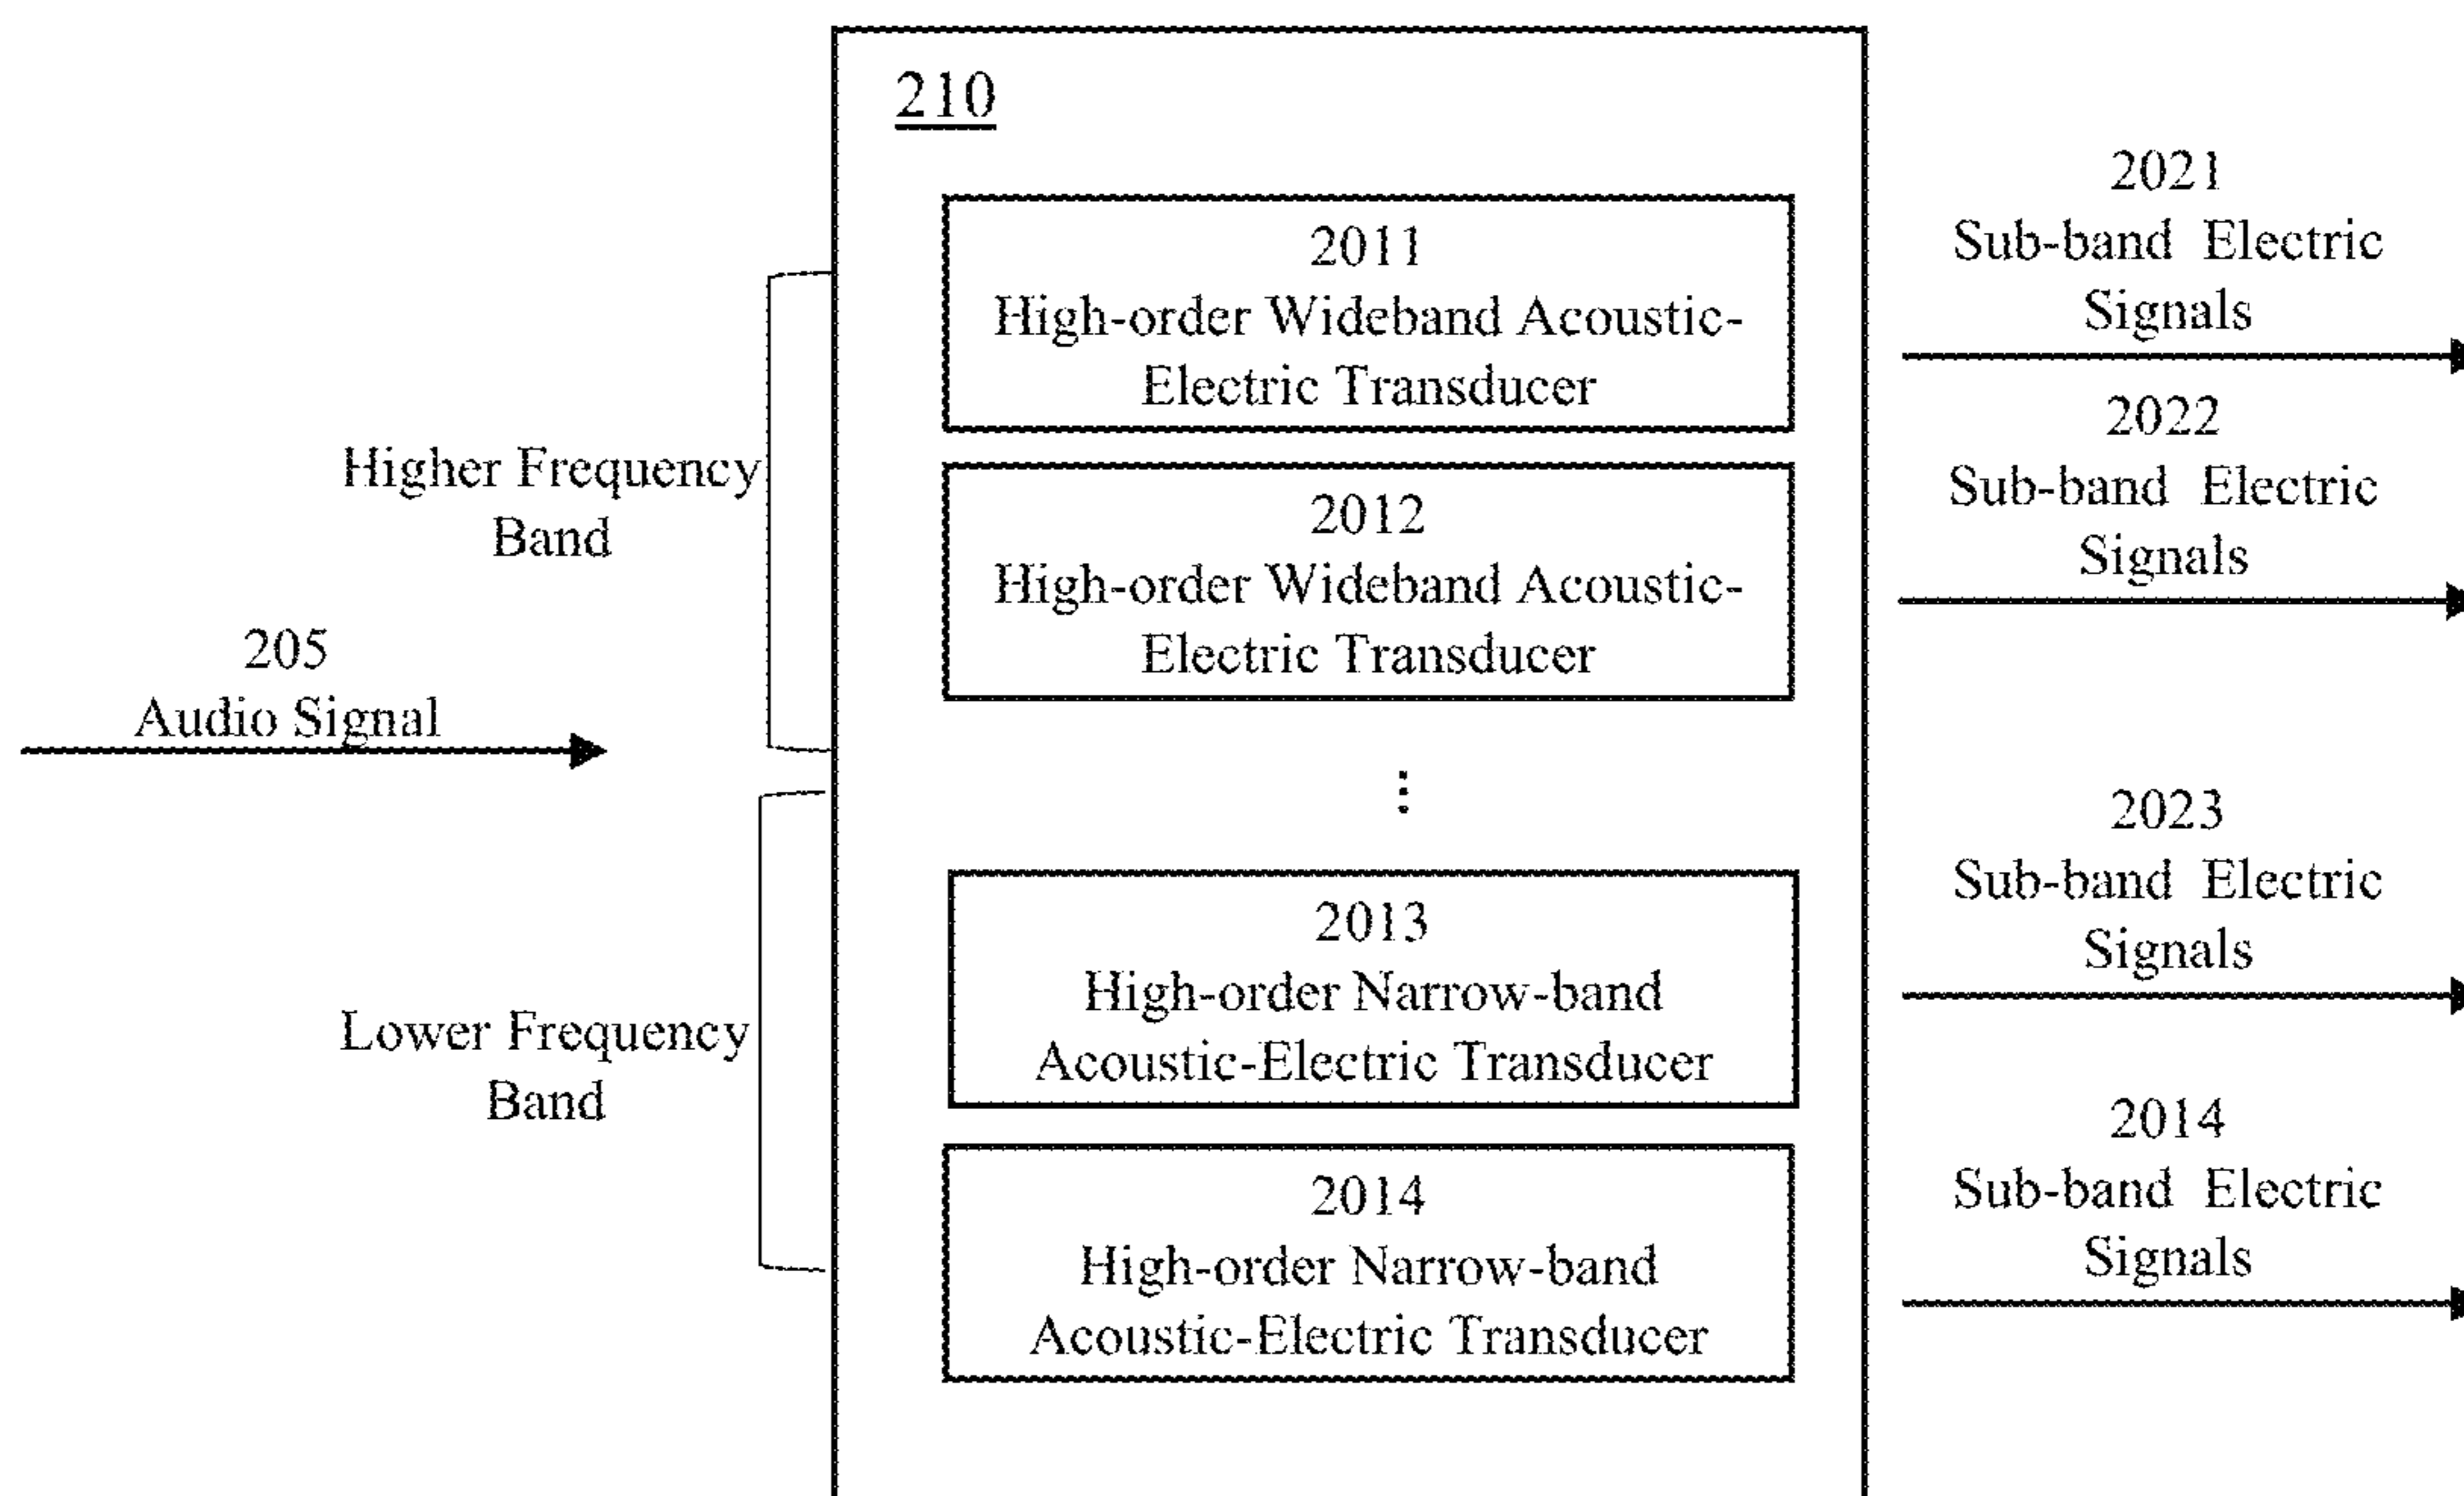 210
2011
High-order Wideband Acoustic-
Electric Transducer
2012
High-order Wideband Acoustic-
Electric Transducer
2013
High-order Narrow-band
Acoustic-Electric Transducer
2014
High-order Narrow-band
Acoustic-Electric Transducer
Higher Frequency
Band
205
Audio Signal
Lower Frequency
Band
2021
Sub-band Electric
Signals
2022
Sub-band Electric
Signals
2023
Sub-band Electric
Signals
2014
Sub-band Electric
Signals